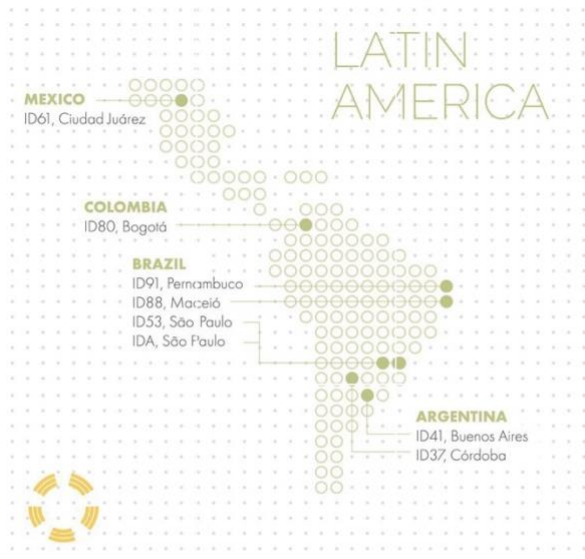 LATIN
AMERICA
MEXICO
ID61, Ciudad Juárez
COLOMBIA
ID80, Bogotá
BRAZIL
ID91, Pernambuco
ID88, Maceió
ID53, São Paulo
IDA, São Paulo
ARGENTINA
ID41, Buenos Aires
ID37, Córdoba